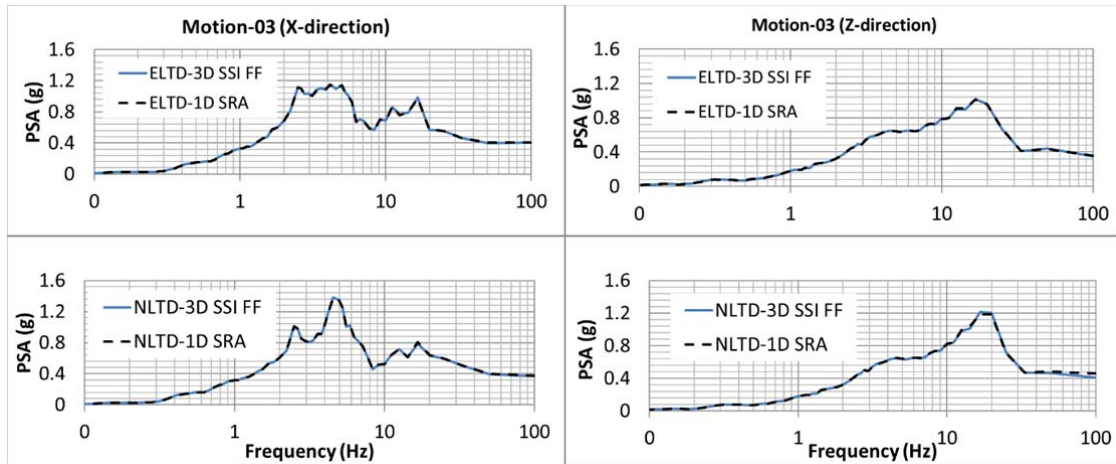 Motion-03 (X-direction)
1.6
1.2
0.8
0.4
0
PSA (g)
ELTD-3D SSI FF
ELTD-1D SRA
0 1 10 100
Motion-03 (Z-direction)
1.6
1.2
0.8
0.4
0
PSA (g)
ELTD-3D SSI FF
ELTD-1D SRA
0 1 10 100
1.6
1.2
0.8
0.4
0
PSA (g)
NLTD-3D SSI FF
NLTD-1D SRA
0 1 10 100
Frequency (Hz)
1.6
1.2
0.8
0.4
0
PSA (g)
NLTD-3D SSI FF
NLTD-1D SRA
0 1 10 100
Frequency (Hz)